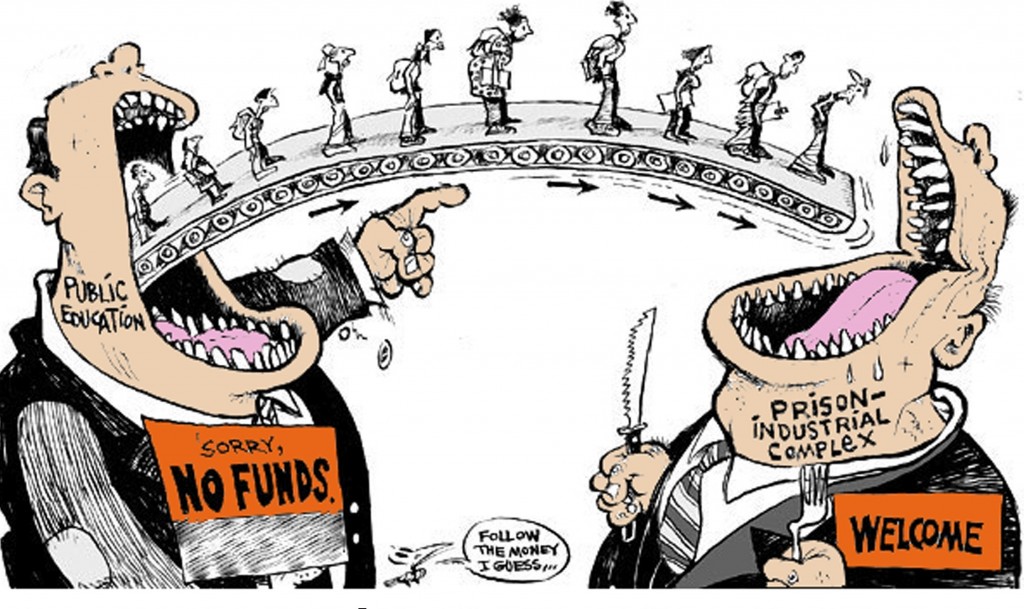 PUBLIC
EDUCATION
SORRY,
NO FUNDS.
FOLLOW
THE MONEY
I GUESS...
PRISON-
INDUSTRIAL
COMPLEX
WELCOME